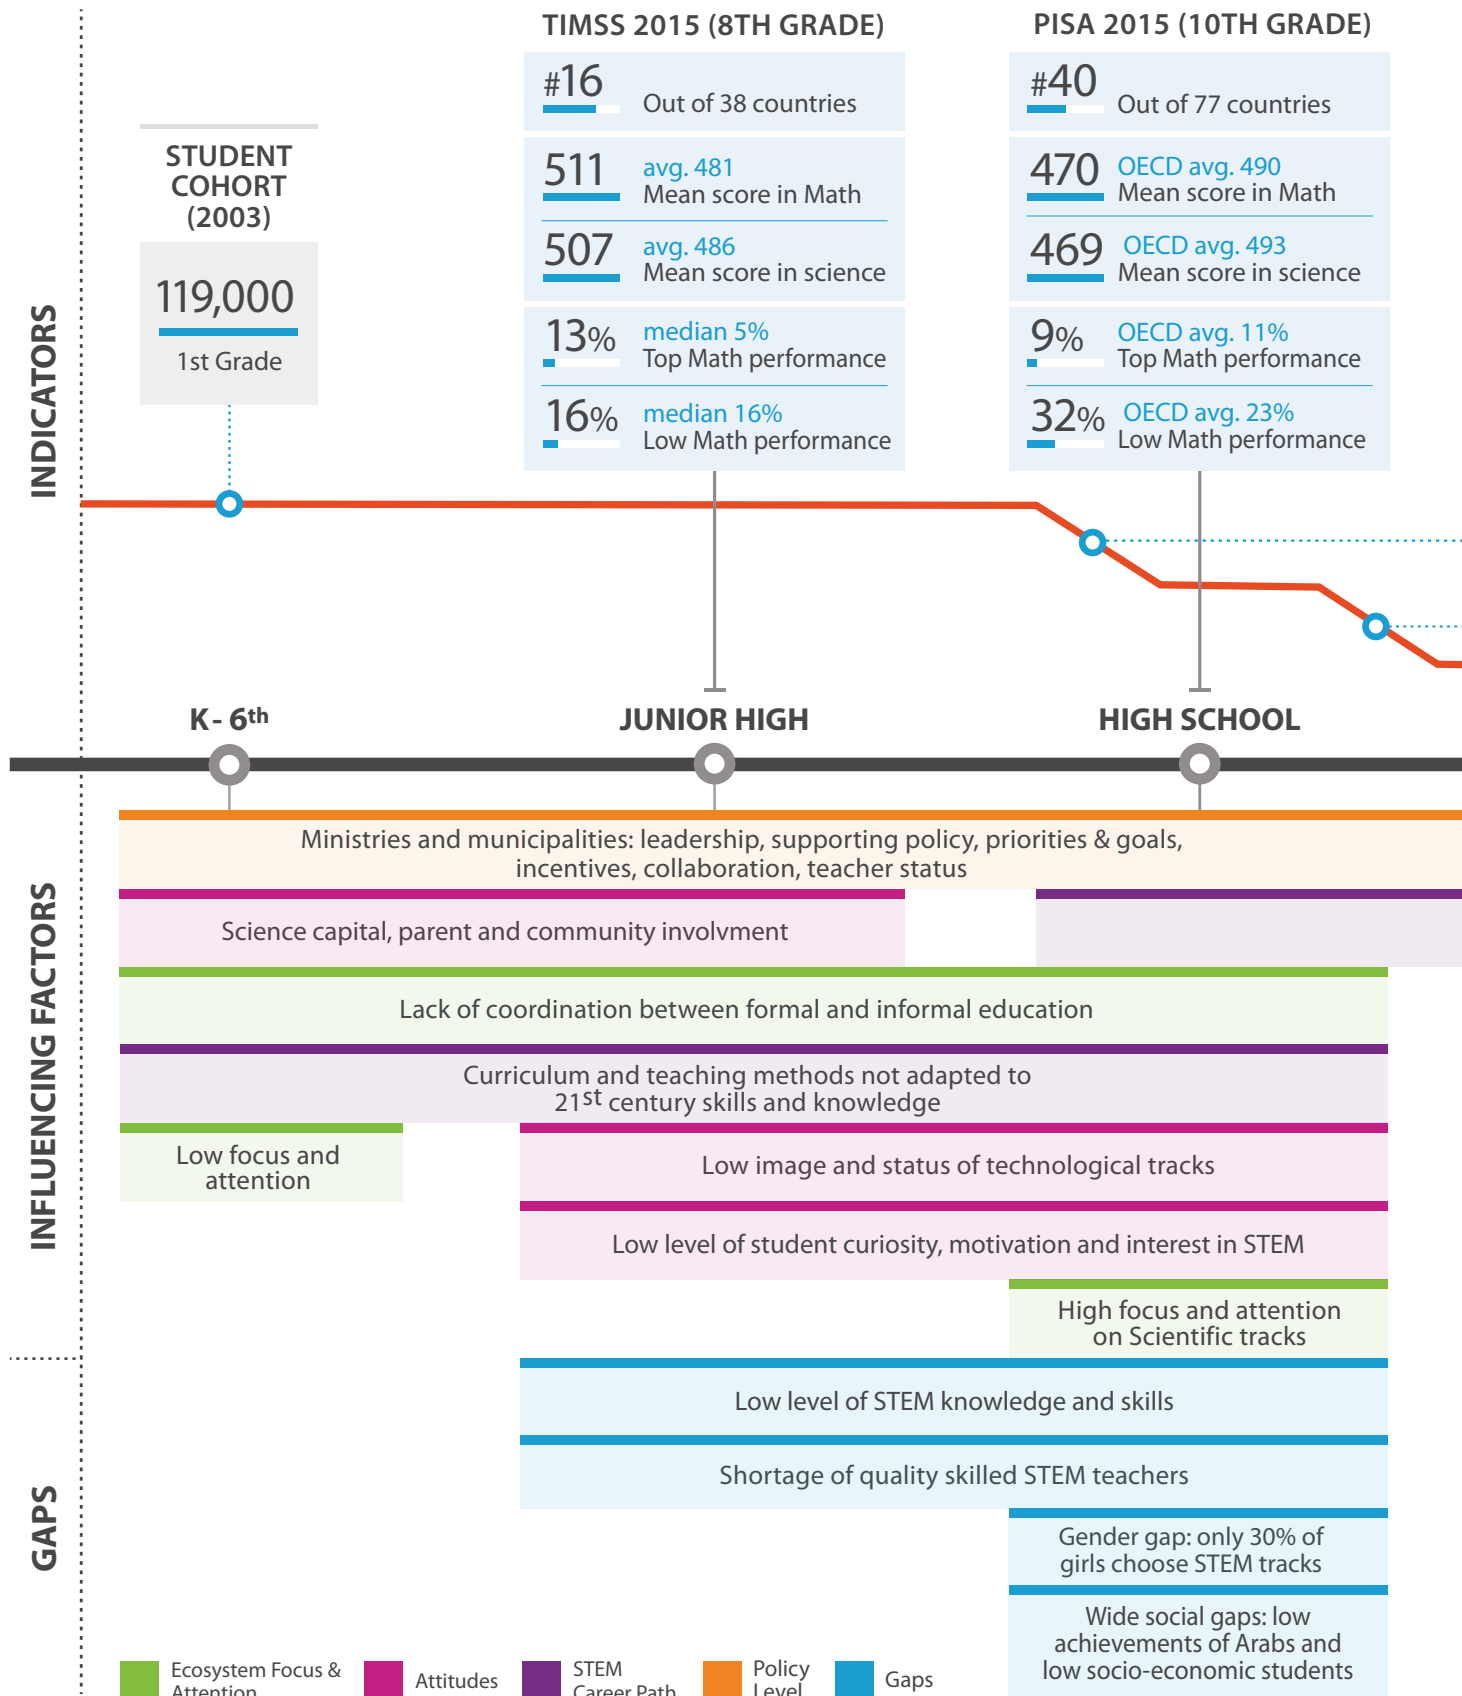 TIMSS 2015 (8TH GRADE)
#16
Out of 38 countries
511
avg. 481
Mean score in Math
507
avg. 486
Mean score in science
13%
median 5%
Top Math performance
16%
median 16%
Low Math performance
PISA 2015 (10TH GRADE)
#40
Out of 77 countries
470
OECD avg. 490
Mean score in Math
469
OECD avg. 493
Mean score in science
9%
OECD avg. 11%
Top Math performance
32%
OECD avg. 23%
Low Math performance
STUDENT
COHORT
(2003)
119,000
1st Grade
INDICATORS
K - 6th
JUNIOR HIGH
HIGH SCHOOL
INFLUENCING FACTORS
Ministries and municipalities: leadership, supporting policy, priorities & goals,
incentives, collaboration, teacher status
Science capital, parent and community involvment
Lack of coordination between formal and informal education
Curriculum and teaching methods not adapted to
21st century skills and knowledge
Low focus and
attention
Low image and status of technological tracks
Low level of student curiosity, motivation and interest in STEM
High focus and attention
on Scientific tracks
GAPS
Low level of STEM knowledge and skills
Shortage of quality skilled STEM teachers
Gender gap: only 30% of
girls choose STEM tracks
Wide social gaps: low
achievements of Arabs and
low socio-economic students
Ecosystem Focus &
Attention
Attitudes
STEM
Career Path
Policy
Level
Gaps